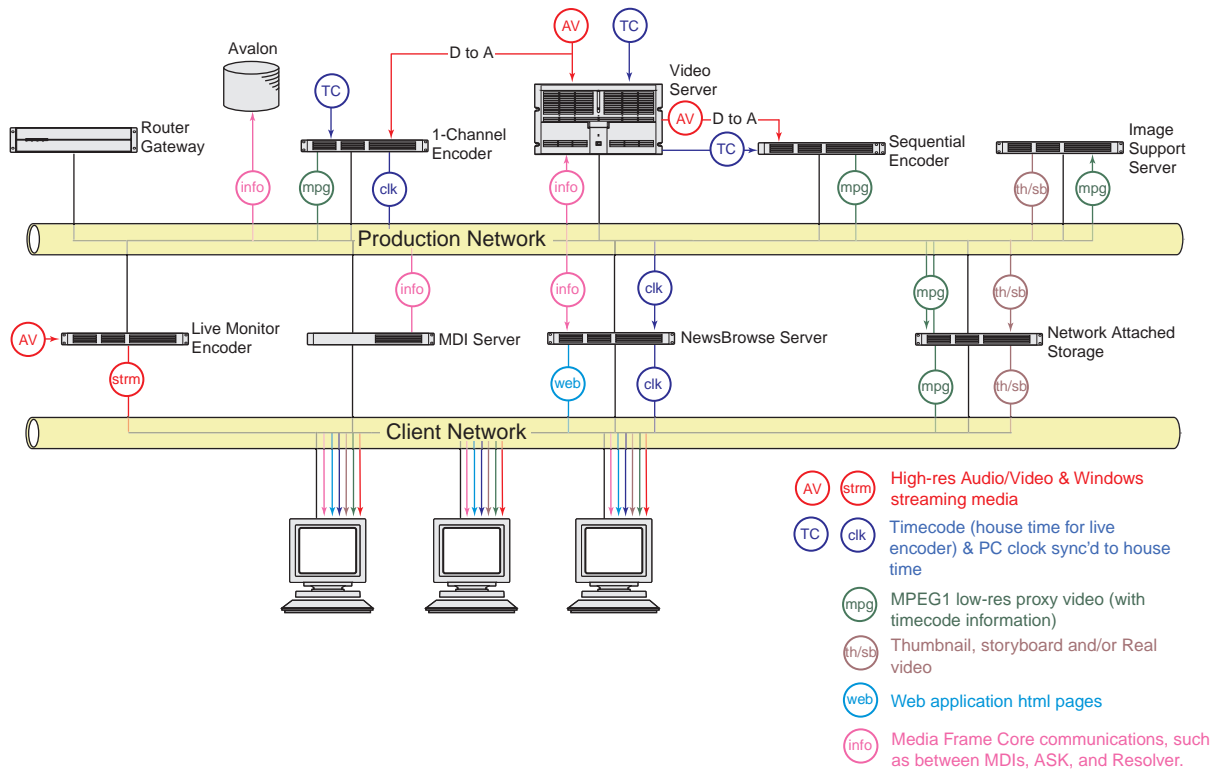 AV
TC
Avalon
D to A
Video
Server
TC
AV
D to A
Router
Gateway
1-Channel
Encoder
TC
Sequential
Encoder
Image
Support
Server
info
mpg
clk
info
mpg
th/sb
mpg
Production Network
info
info
clk
mpg
th/sb
AV
Live Monitor
Encoder
MDI Server
NewsBrowse Server
Network Attached
Storage
strm
web
clk
mpg
th/sb
Client Network
AV
strm
High-res Audio/Video & Windows
streaming media
TC
clk
Timecode (house time for live
encoder) & PC clock sync'd to house
time
mpg
MPEG1 low-res proxy video (with
timecode information)
th/sb
Thumbnail, storyboard and/or Real
video
web
Web application html pages
info
Media Frame Core communications, such
as between MDIs, ASK, and Resolver.